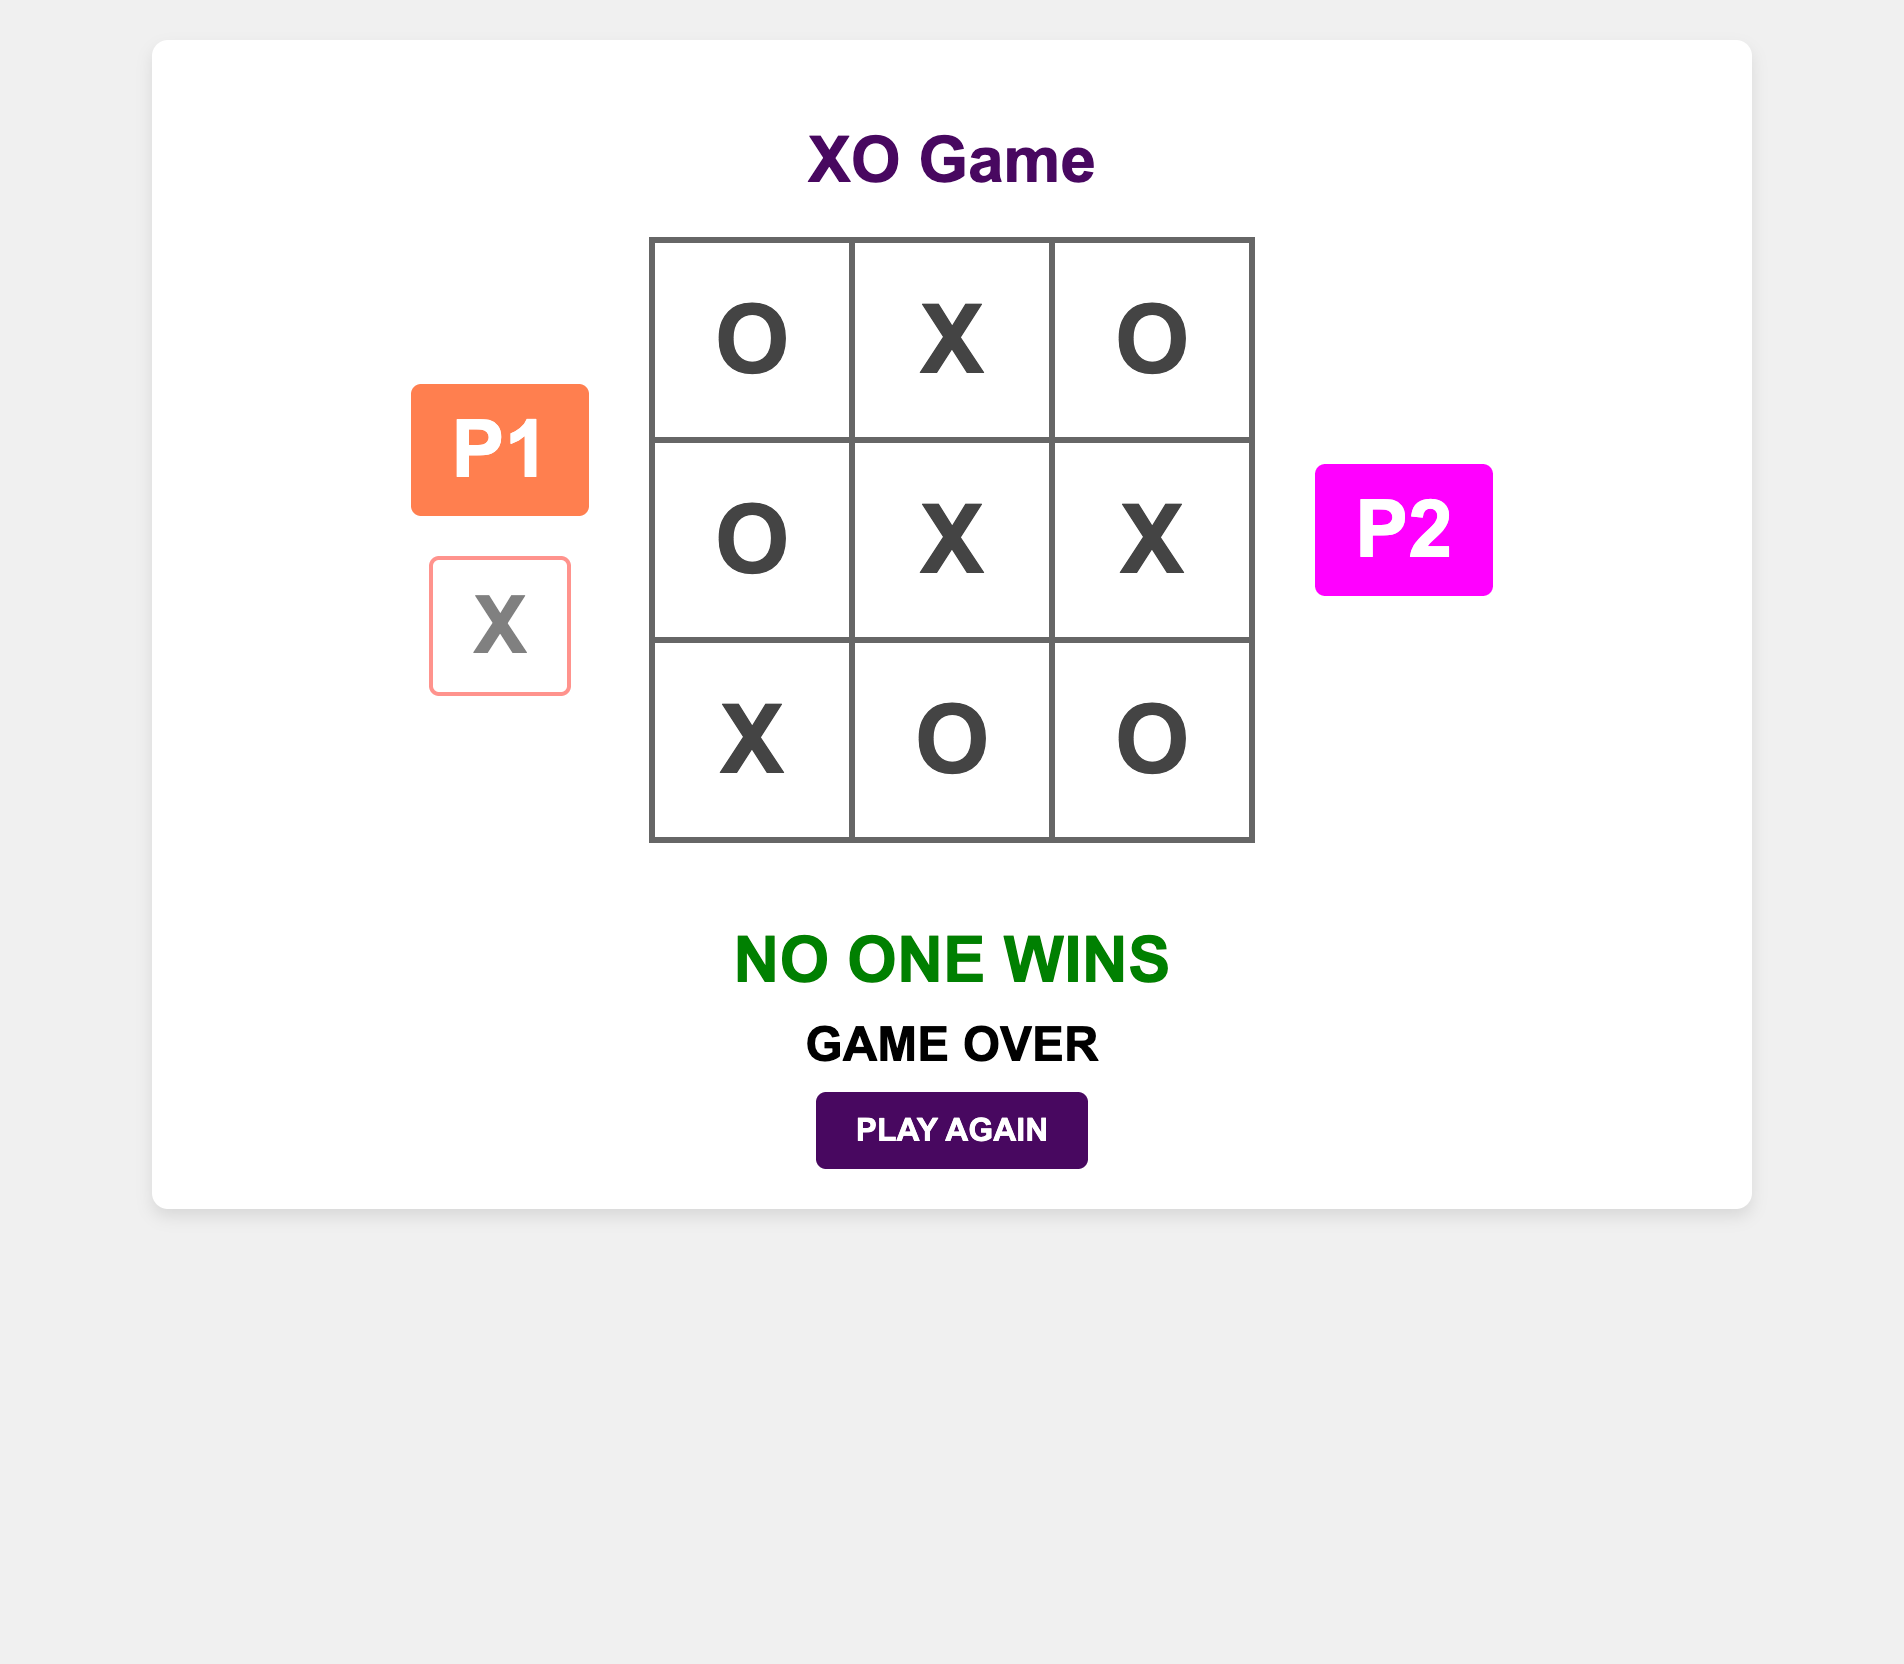 XO Game
O X O
P1
O X X
P2
X
X O O
NO ONE WINS
GAME OVER
PLAY AGAIN